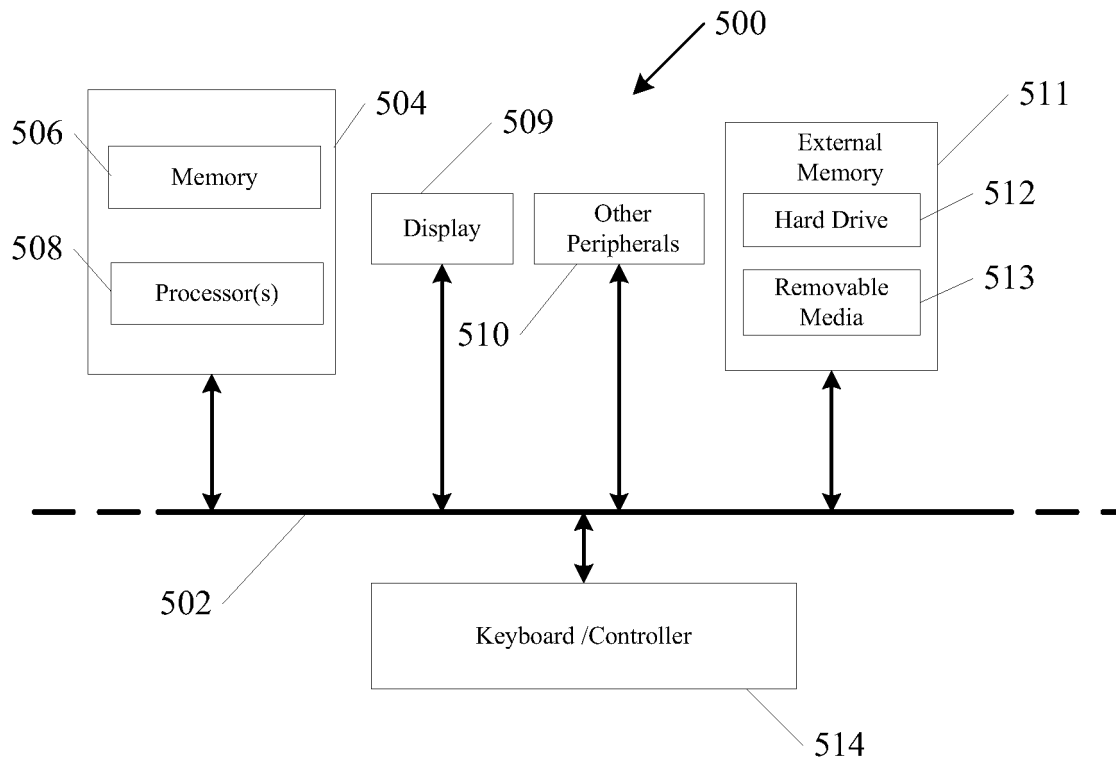 500
504
511
506
509
External
Memory
Memory
512
Display
Other
Peripherals
Hard Drive
508
513
Processor(s)
Removable
Media
510
502
Keyboard /Controller
514